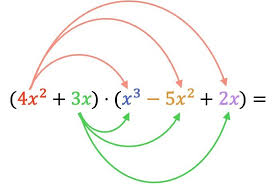 (4x² + 3x) · (x³ − 5x² + 2x) =